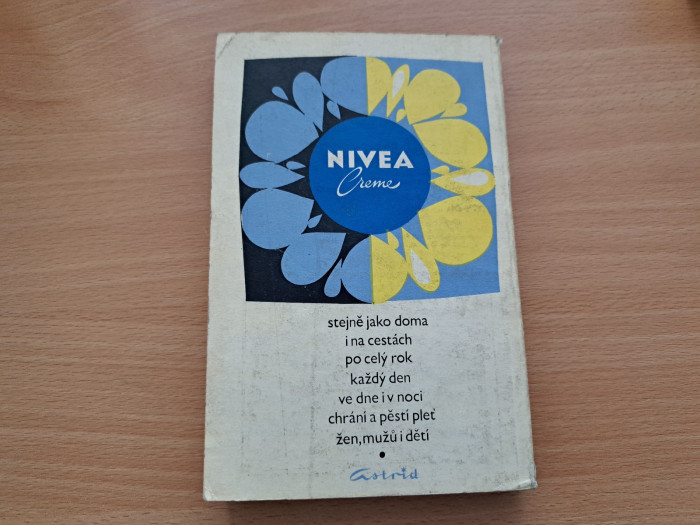 NIVEA
Creme
stejně jako doma
i na cestách
po celý rok
každý den
ve dne i v noci
chrání a pěstí pleť
žen, mužů i dětí
Astrid